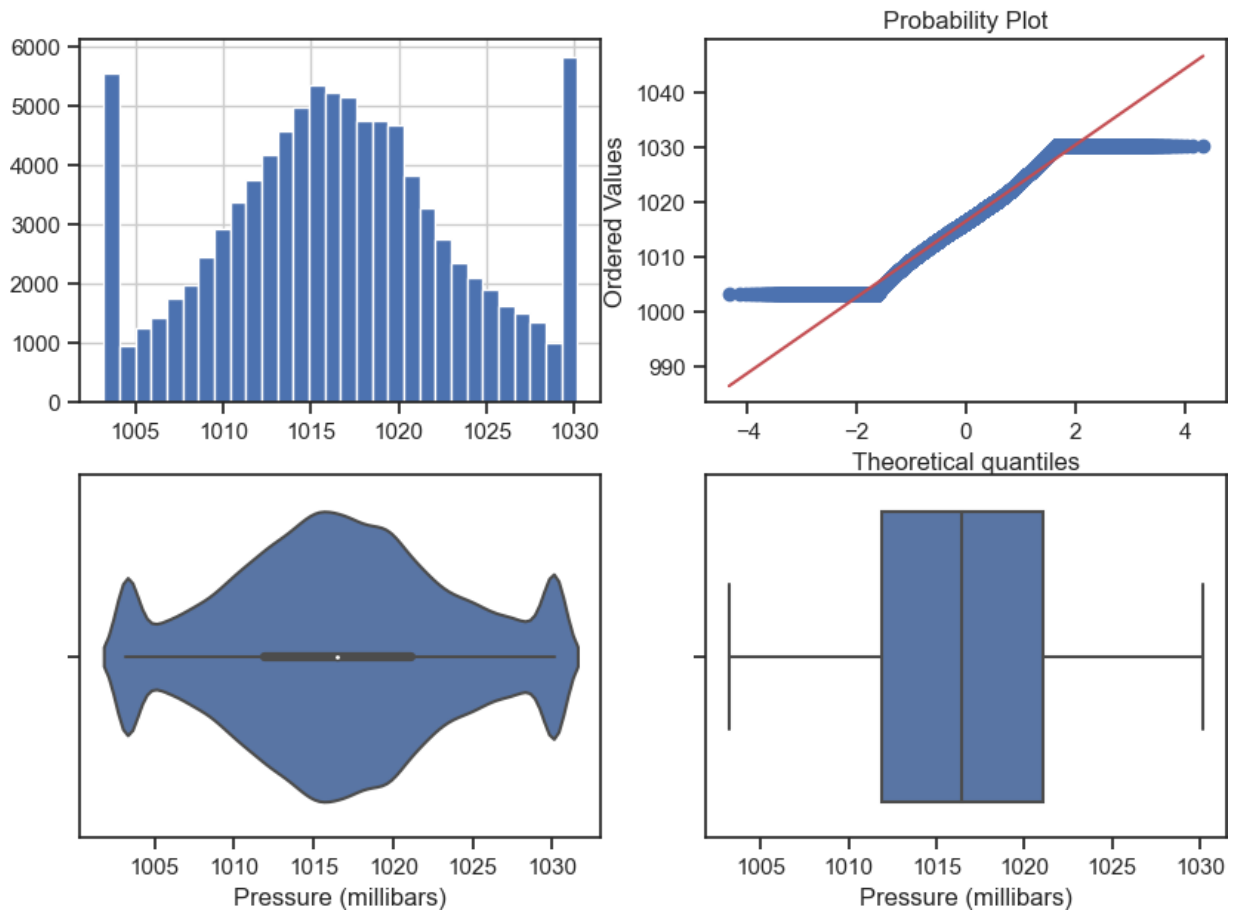 Probability Plot
6000
5000
4000
3000
2000
1000
0
1005 1010 1015 1020 1025 1030
Ordered Values
1040
1030
1020
1010
1000
990
−4 −2 0 2 4
Theoretical quantiles
1005 1010 1015 1020 1025 1030
Pressure (millibars)
1005 1010 1015 1020 1025 1030
Pressure (millibars)